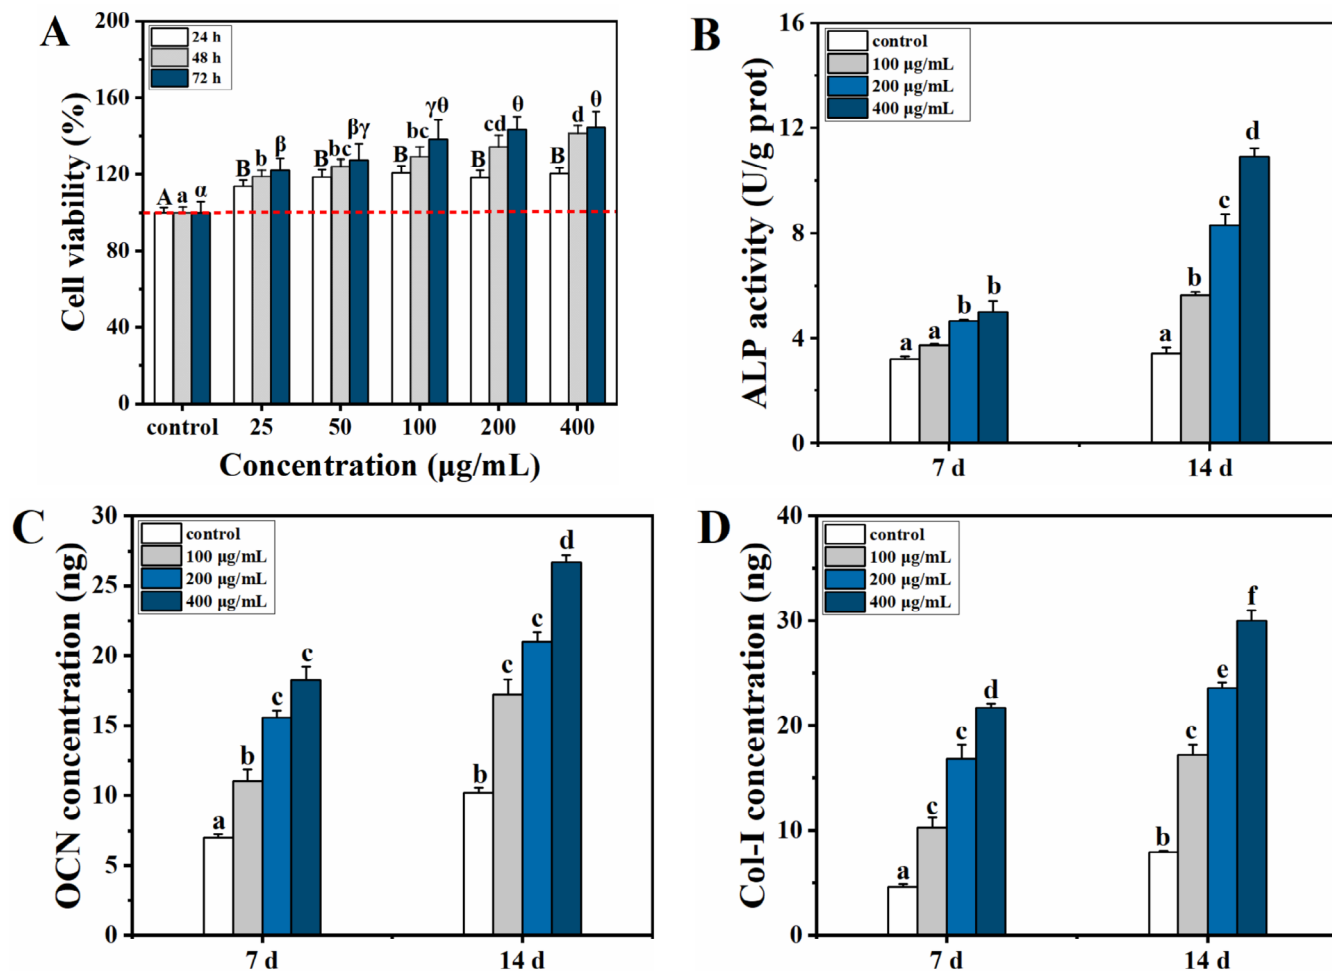 A
24 h
48 h
72 h
200
160
120
80
40
0
Cell viability (%)
A a α
B b β
B bc βγ
B bc γθ
B cd θ
B d θ
control 25 50 100 200 400
Concentration (μg/mL)
B
control
100 μg/mL
200 μg/mL
400 μg/mL
16
12
8
4
0
ALP activity (U/g prot)
a a b b
a b c d
7 d 14 d
C
control
100 μg/mL
200 μg/mL
400 μg/mL
30
25
20
15
10
5
0
OCN concentration (ng)
a b c c
b c c d
7 d 14 d
D
control
100 μg/mL
200 μg/mL
400 μg/mL
40
30
20
10
0
Col-I concentration (ng)
a c c d
b c e f
7 d 14 d